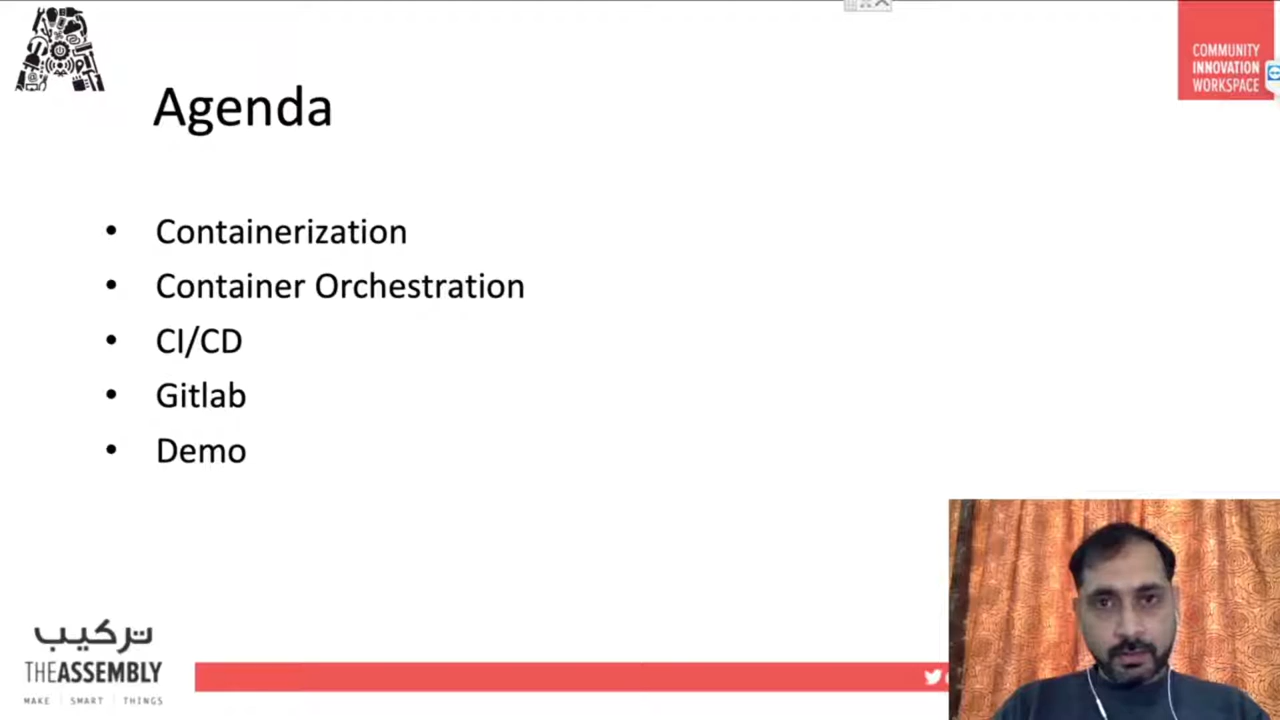 COMMUNITY
INNOVATION
WORKSPACE
Agenda
• Containerization
• Container Orchestration
• CI/CD
• Gitlab
• Demo
تركيب
THEASSEMBLY
MAKE | SMART | THINGS